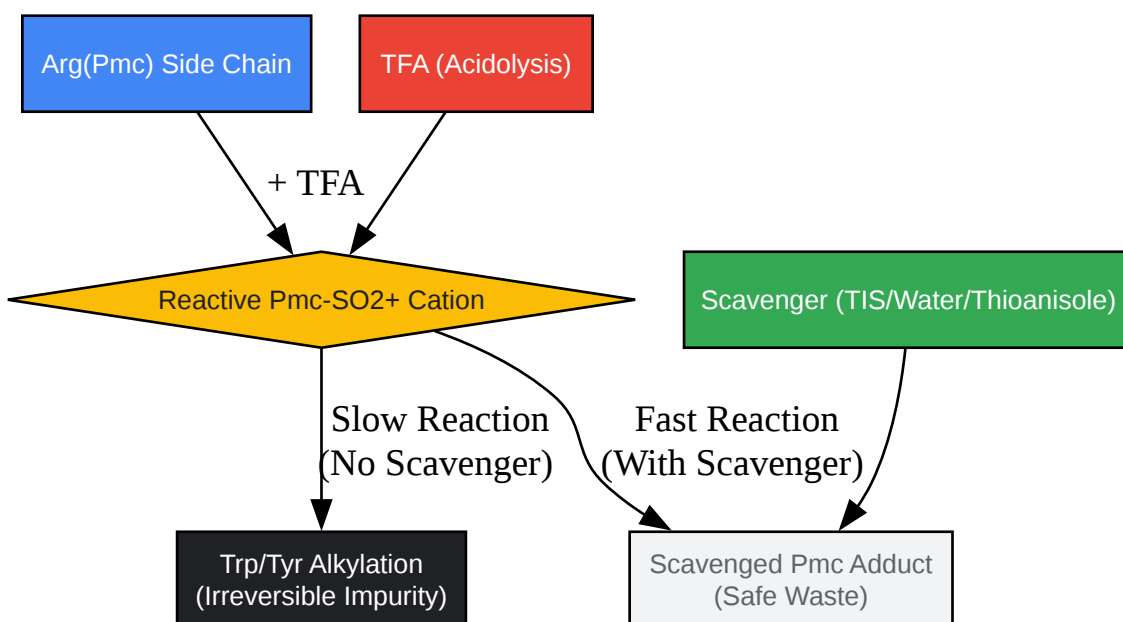 Arg(Pmc) Side Chain
TFA (Acidolysis)
+ TFA
Reactive Pmc-SO2+ Cation
Scavenger (TIS/Water/Thioanisole)
Slow Reaction
(No Scavenger)
Fast Reaction
(With Scavenger)
Trp/Tyr Alkylation
(Irreversible Impurity)
Scavenged Pmc Adduct
(Safe Waste)